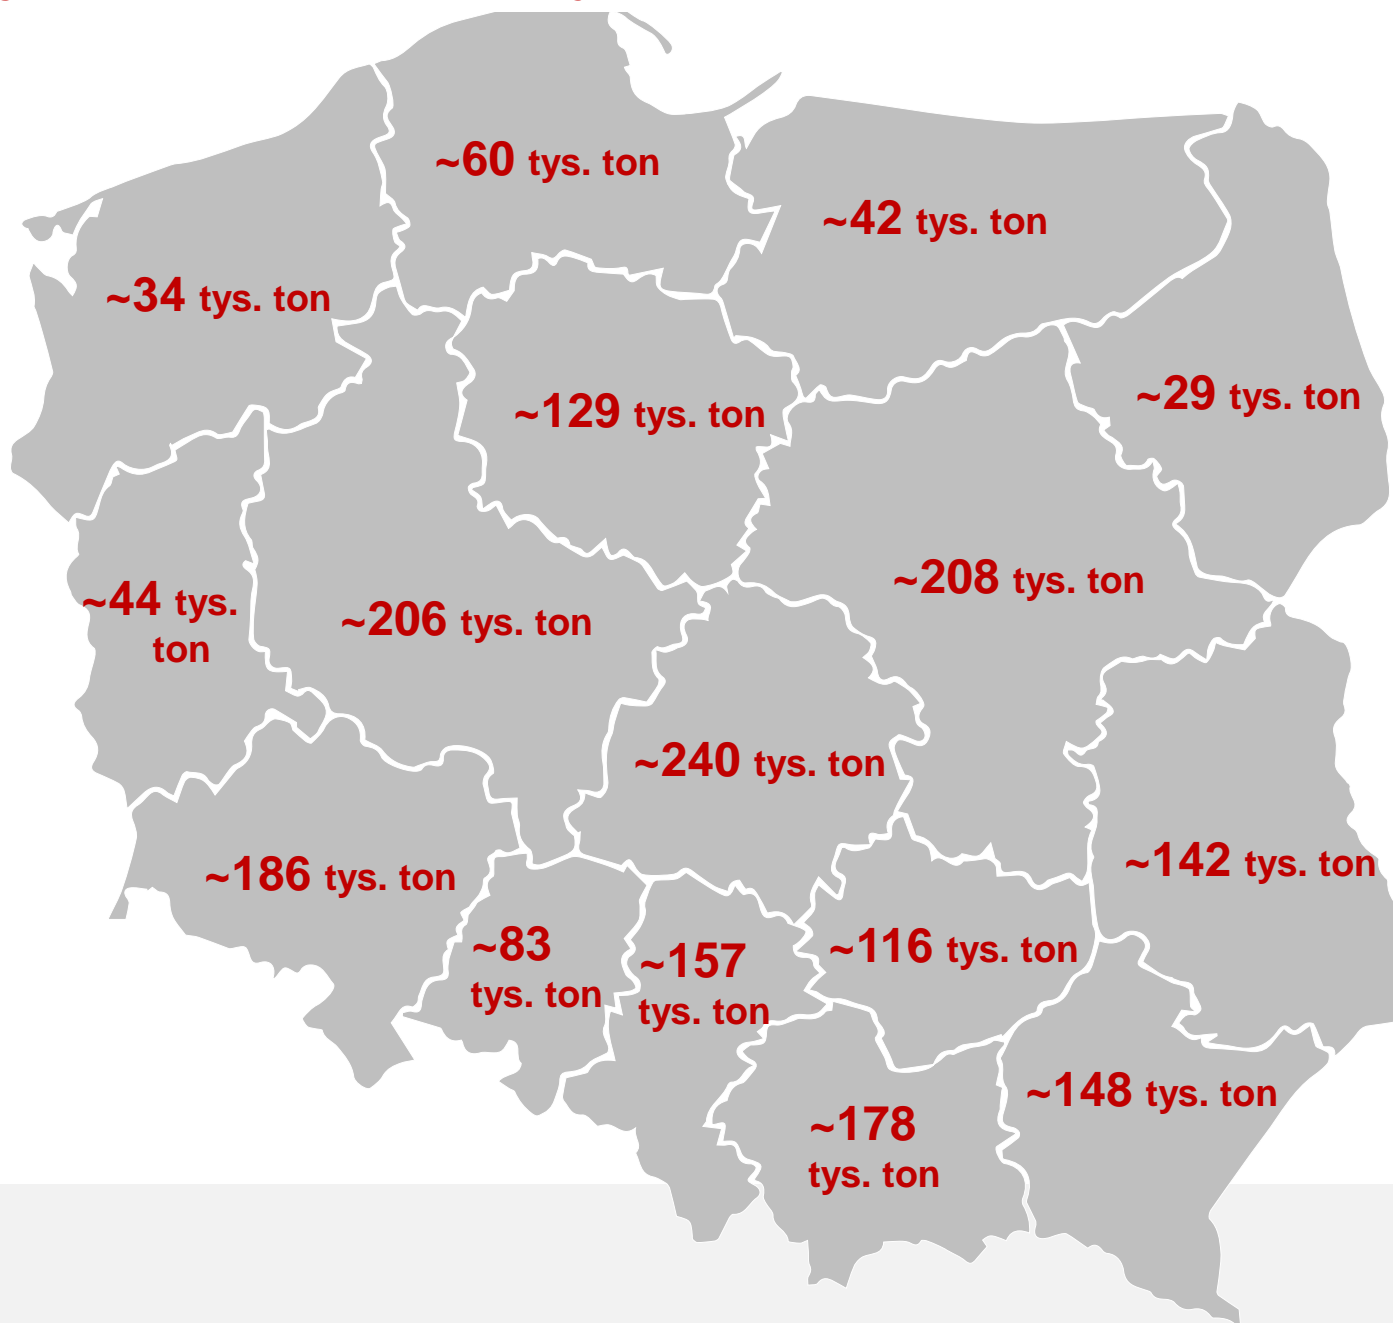 ~60 tys. ton
~42 tys. ton
~34 tys. ton
~129 tys. ton
~29 tys. ton
~44 tys.
ton
~206 tys. ton
~208 tys. ton
~240 tys. ton
~186 tys. ton
~142 tys. ton
~83
tys. ton
~157
tys. ton
~116 tys. ton
~148 tys. ton
~178
tys. ton